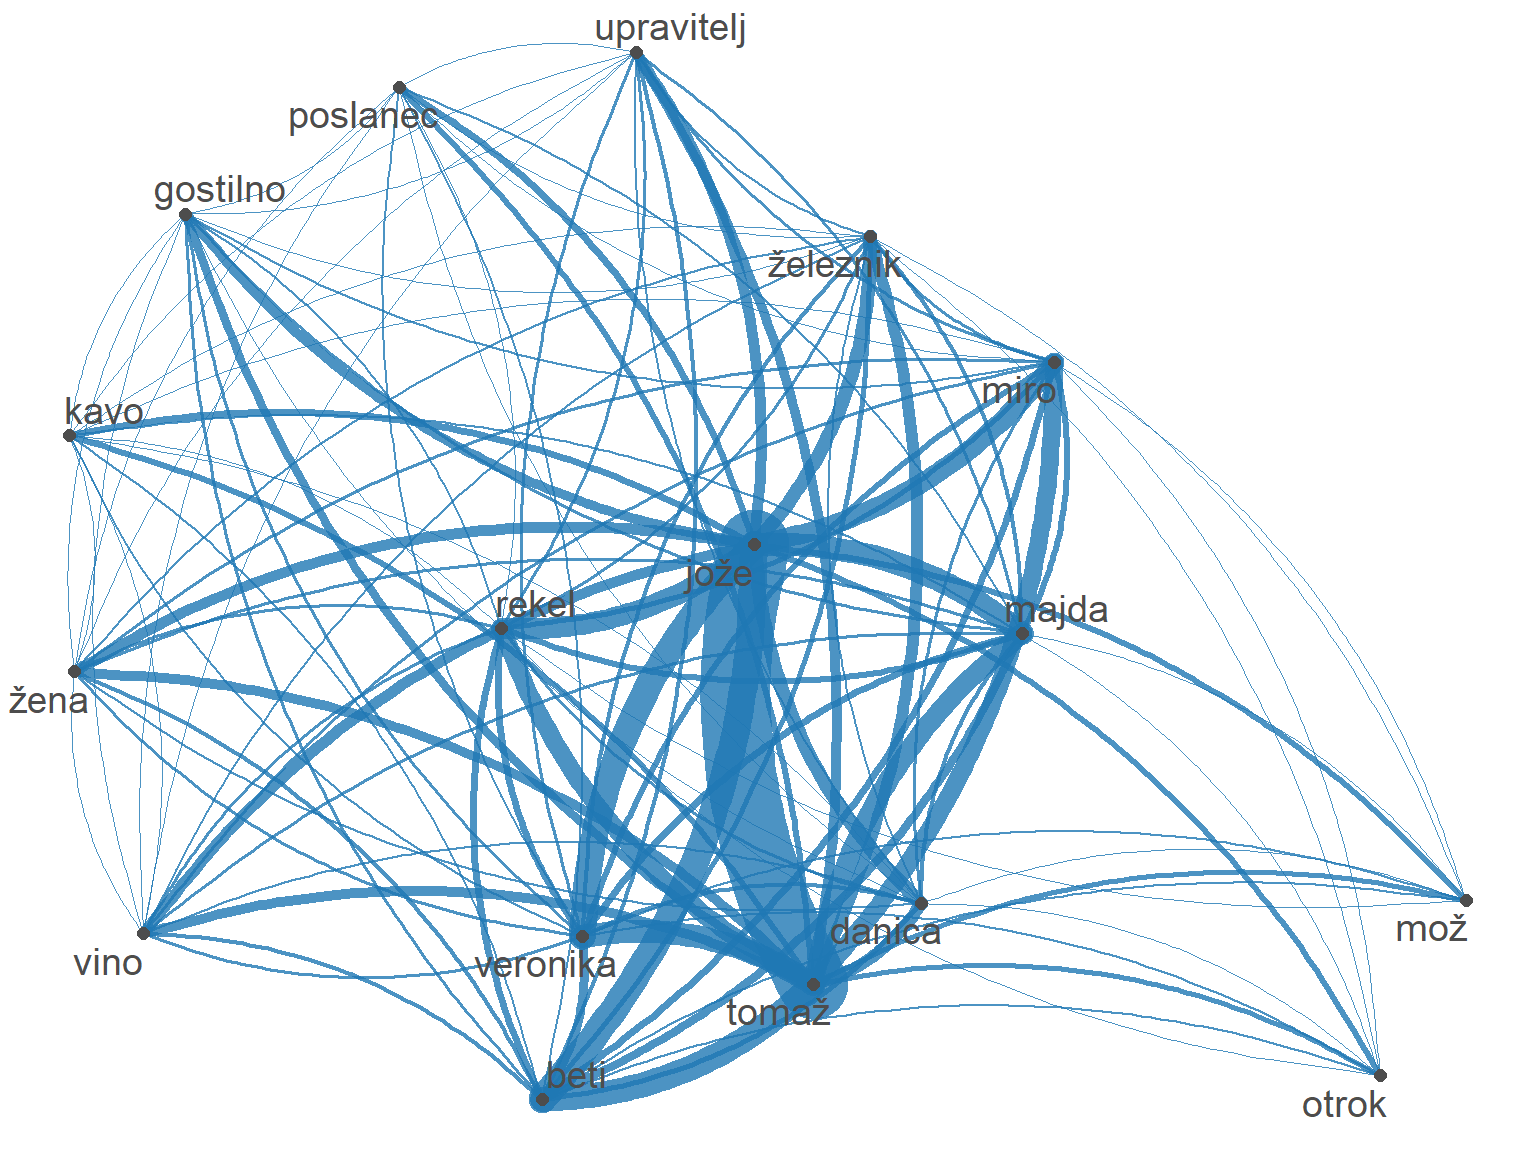 upravitelj
poslanec
gostilno
železnik
miro
kavo
jože
rekel
majda
žena
danica
mož
vino
veronika
tomaž
beti
otrok